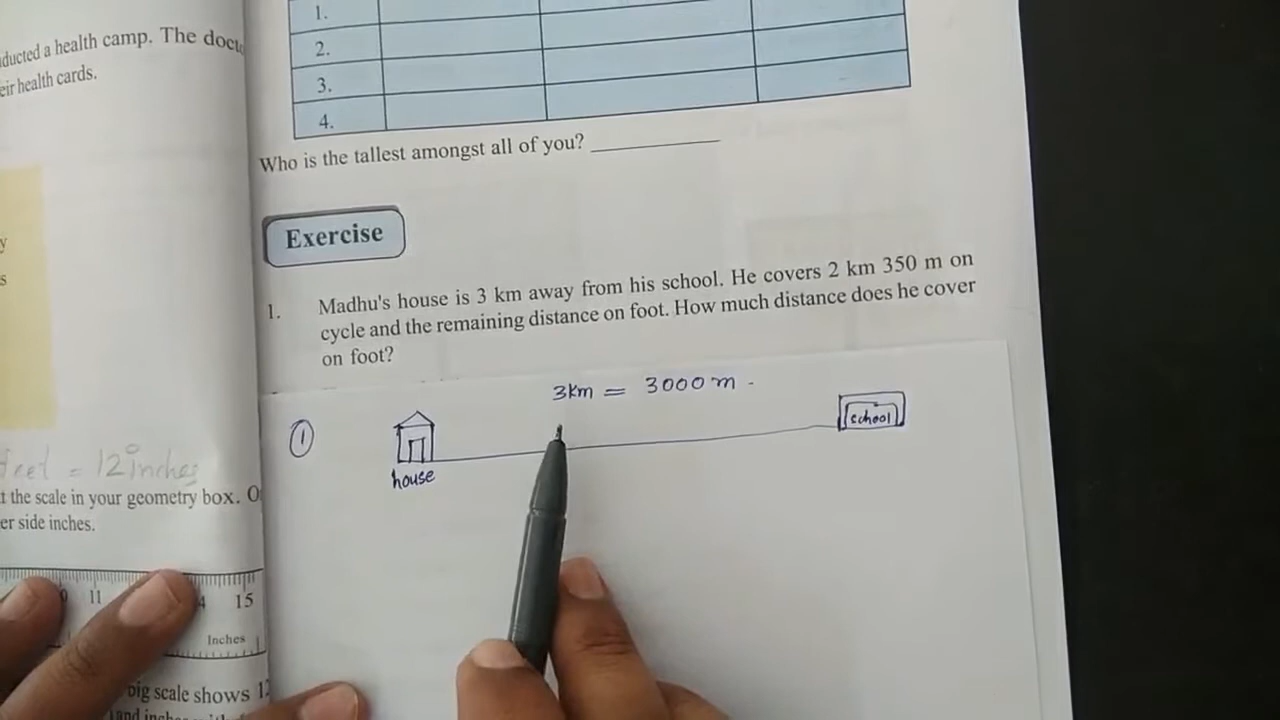 ducted a health camp. The doct
eir health cards.
y
s
feet = 12 inches
t the scale in your geometry box. O
er side inches.
11
15
Inches
big scale shows 1
1.
2.
3.
4.
Who is the tallest amongst all of you? ____________
Exercise
1. Madhu's house is 3 km away from his school. He covers 2 km 350 m on
cycle and the remaining distance on foot. How much distance does he cover
on foot?
3km = 3000 m.
1
house
school